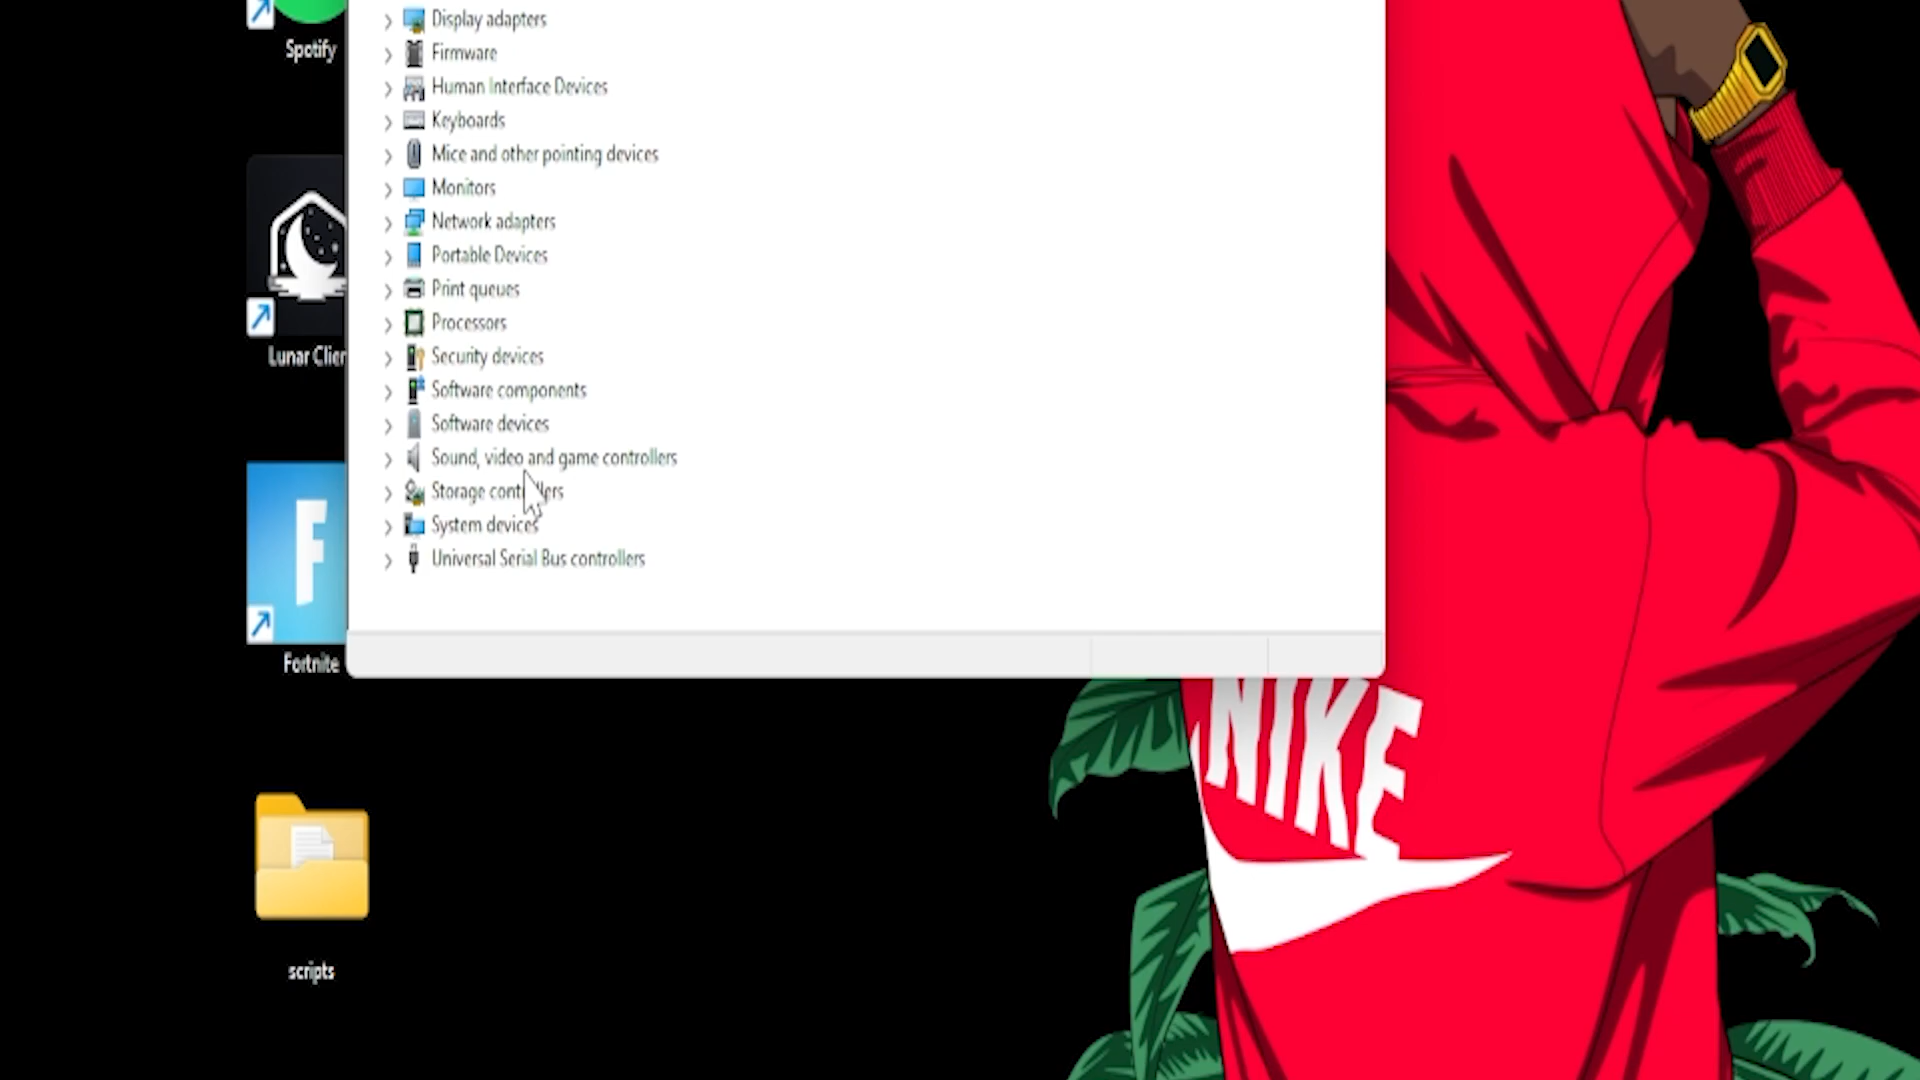 Spotify
Display adapters
Firmware
Human Interface Devices
Keyboards
Mice and other pointing devices
Monitors
Network adapters
Portable Devices
Print queues
Processors
Security devices
Software components
Software devices
Sound, video and game controllers
Storage controllers
System devices
Universal Serial Bus controllers
Lunar Clien
F
Fortnite
scripts
NIKE